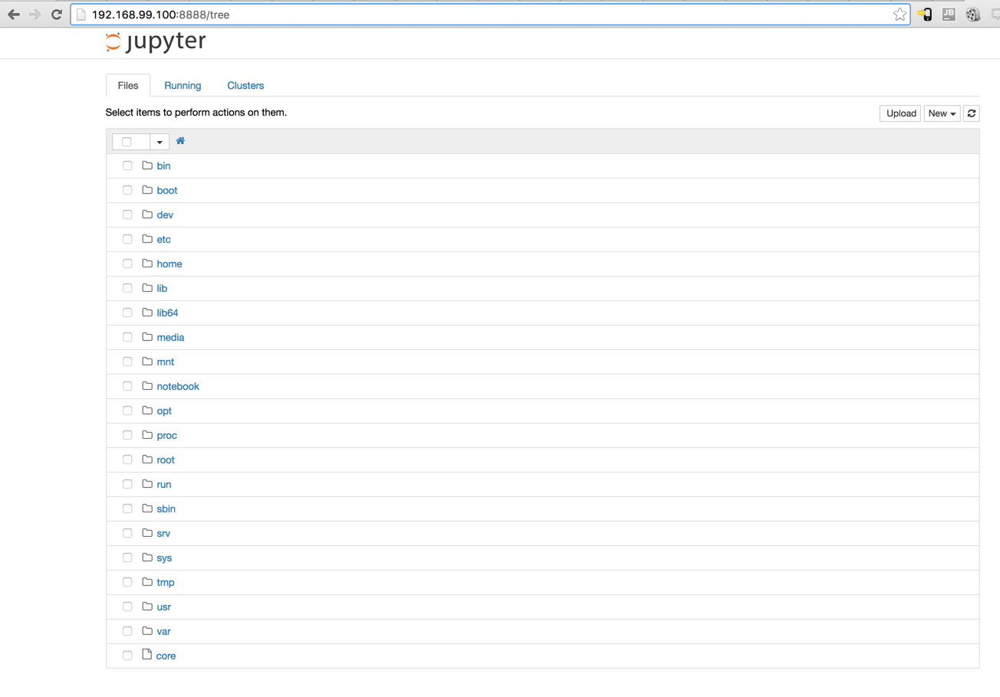 192.168.99.100:8888/tree
JB
jupyter
Files Running Clusters
Select items to perform actions on them. Upload New
bin
boot
dev
etc
home
lib
lib64
media
mnt
notebook
opt
proc
root
run
sbin
srv
sys
tmp
usr
var
core